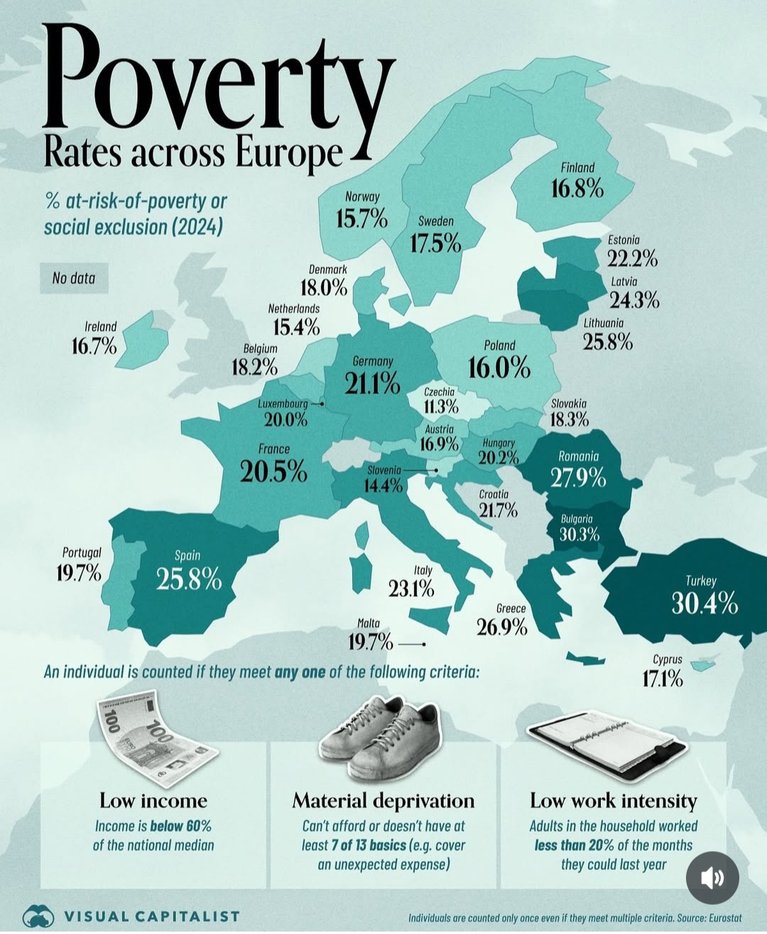 Poverty
Rates across Europe
% at-risk-of-poverty or
social exclusion (2024)
No data
Finland
16.8%
Norway
15.7%
Sweden
17.5%
Estonia
22.2%
Denmark
18.0%
Latvia
24.3%
Netherlands
15.4%
Lithuania
25.8%
Ireland
16.7%
Belgium
18.2%
Germany
21.1%
Poland
16.0%
Czechia
11.3%
Luxembourg
20.0%
Slovakia
18.3%
Austria
16.9%
Hungary
20.2%
France
20.5%
Romania
27.9%
Slovenia
14.4%
Croatia
21.7%
Bulgaria
30.3%
Portugal
19.7%
Spain
25.8%
Italy
23.1%
Turkey
30.4%
Greece
26.9%
Malta
19.7%
Cyprus
17.1%
An individual is counted if they meet any one of the following criteria:
100
100
EURO
Low income
Income is below 60%
of the national median
Material deprivation
Can't afford or doesn't have at
least 7 of 13 basics (e.g. cover
an unexpected expense)
Low work intensity
Adults in the household worked
less than 20% of the months
they could last year
VISUAL CAPITALIST
Individuals are counted only once even if they meet multiple criteria. Source: Eurostat